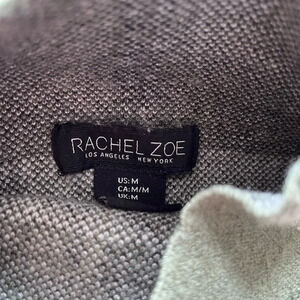 RACHEL ZOE
LOS ANGELES NEW YORK
US: M
CA: M/M
UK: M